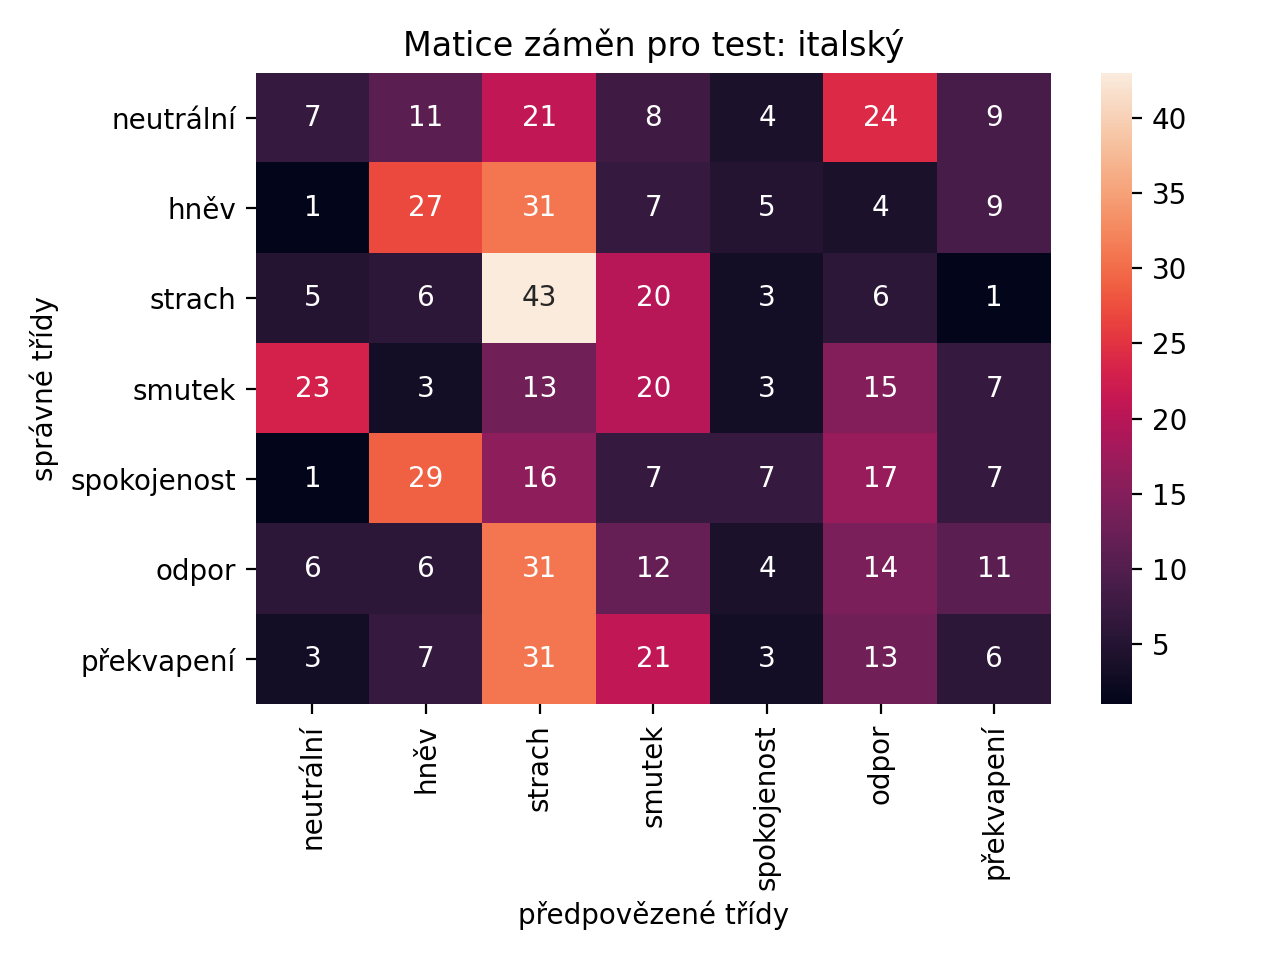 Matice záměn pro test: italský
neutrální 7 11 21 8 4 24 9
hněv 1 27 31 7 5 4 9
strach 5 6 43 20 3 6 1
smutek 23 3 13 20 3 15 7
spokojenost 1 29 16 7 7 17 7
odpor 6 6 31 12 4 14 11
překvapení 3 7 31 21 3 13 6
správné třídy
neutrální hněv strach smutek spokojenost odpor překvapení
předpovězené třídy
40
35
30
25
20
15
10
5